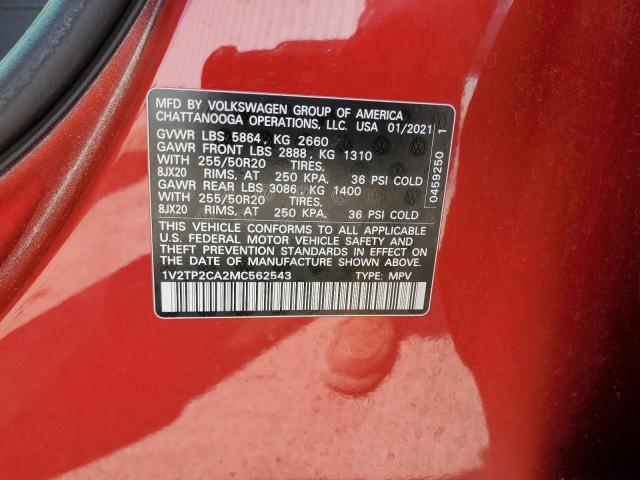 MFD BY VOLKSWAGEN GROUP OF AMERICA
CHATTANOOGA OPERATIONS, LLC. USA 01/2021
GVWR LBS 5864, KG 2660
GAWR FRONT LBS 2888, KG 1310
WITH 255/50R20 TIRES,
8JX20 RIMS, AT 250 KPA, 36 PSI COLD
GAWR REAR LBS 3086, KG 1400
WITH 255/50R20 TIRES,
8JX20 RIMS, AT 250 KPA, 36 PSI COLD
THIS VEHICLE CONFORMS TO ALL APPLICABLE
U.S. FEDERAL MOTOR VEHICLE SAFETY AND
THEFT PREVENTION STANDARDS IN EFFECT ON
THE DATE OF MANUFACTURE SHOWN ABOVE.
1V2TP2CA2MC562543 TYPE: MPV
0459250 1